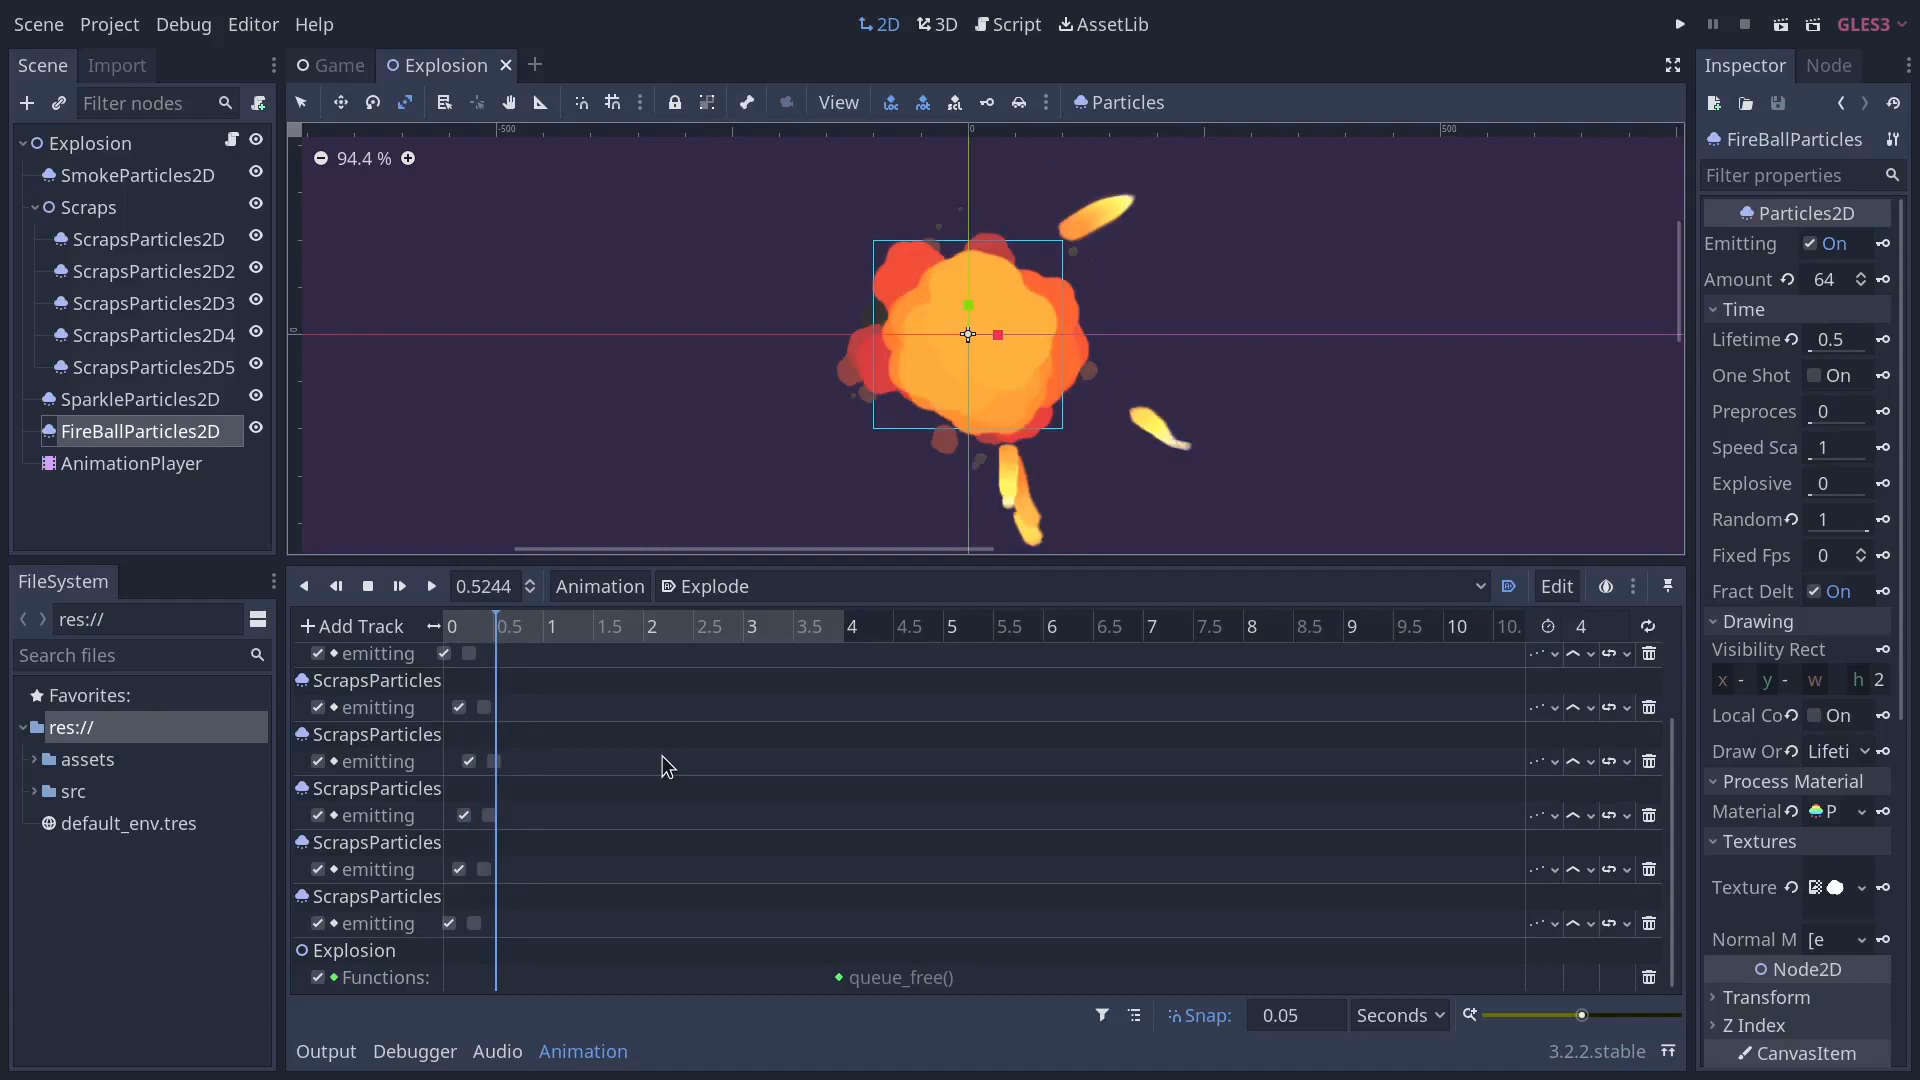 Scene Project Debug Editor Help
2D 3D Script AssetLib
GLES3
Scene Import
Filter nodes
Explosion
SmokeParticles2D
Scraps
ScrapsParticles2D
ScrapsParticles2D2
ScrapsParticles2D3
ScrapsParticles2D4
ScrapsParticles2D5
SparkleParticles2D
FireBallParticles2D
AnimationPlayer
FileSystem
res://
Search files
Favorites:
res://
assets
src
default_env.tres
Game Explosion
View Particles
-500 0 500
0
94.4 %
0.5244 Animation Explode Edit
Add Track 0 0.5 1 1.5 2 2.5 3 3.5 4 4.5 5 5.5 6 6.5 7 7.5 8 8.5 9 9.5 10 10. 4
emitting
ScrapsParticles
emitting
ScrapsParticles
emitting
ScrapsParticles
emitting
ScrapsParticles
emitting
ScrapsParticles
emitting
Explosion
Functions: queue_free()
Snap: 0.05 Seconds
Output Debugger Audio Animation 3.2.2.stable
Inspector Node
FireBallParticles
Filter properties
Particles2D
Emitting On
Amount 64
Time
Lifetime 0.5
One Shot On
Preproces 0
Speed Sca 1
Explosive 0
Random 1
Fixed Fps 0
Fract Delt On
Drawing
Visibility Rect
x - y - w h 2
Local Co On
Draw Or Lifeti
Process Material
Material P
Textures
Texture
Normal M [e
Node2D
Transform
Z Index
CanvasItem